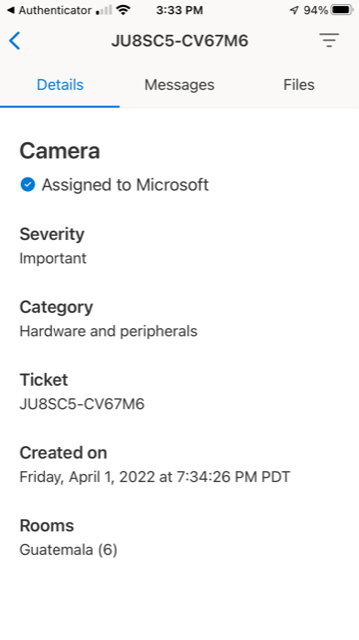 Authenticator 3:33 PM 94%
JU8SC5-CV67M6
Details Messages Files
Camera
Assigned to Microsoft
Severity
Important
Category
Hardware and peripherals
Ticket
JU8SC5-CV67M6
Created on
Friday, April 1, 2022 at 7:34:26 PM PDT
Rooms
Guatemala (6)